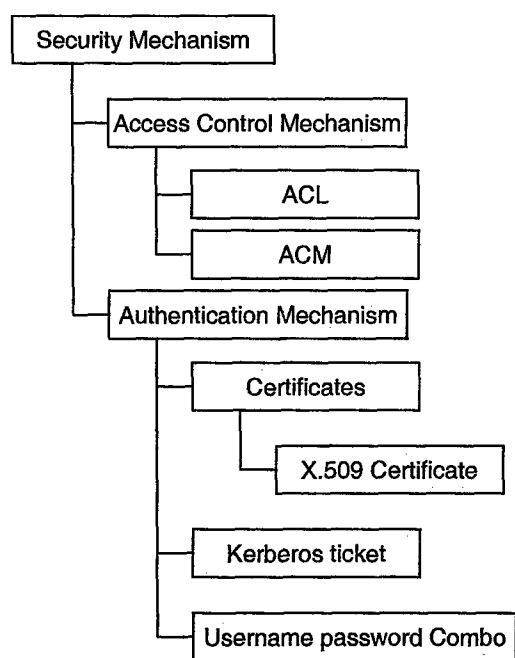 Security Mechanism
Access Control Mechanism
ACL
ACM
Authentication Mechanism
Certificates
X.509 Certificate
Kerberos ticket
Username password Combo